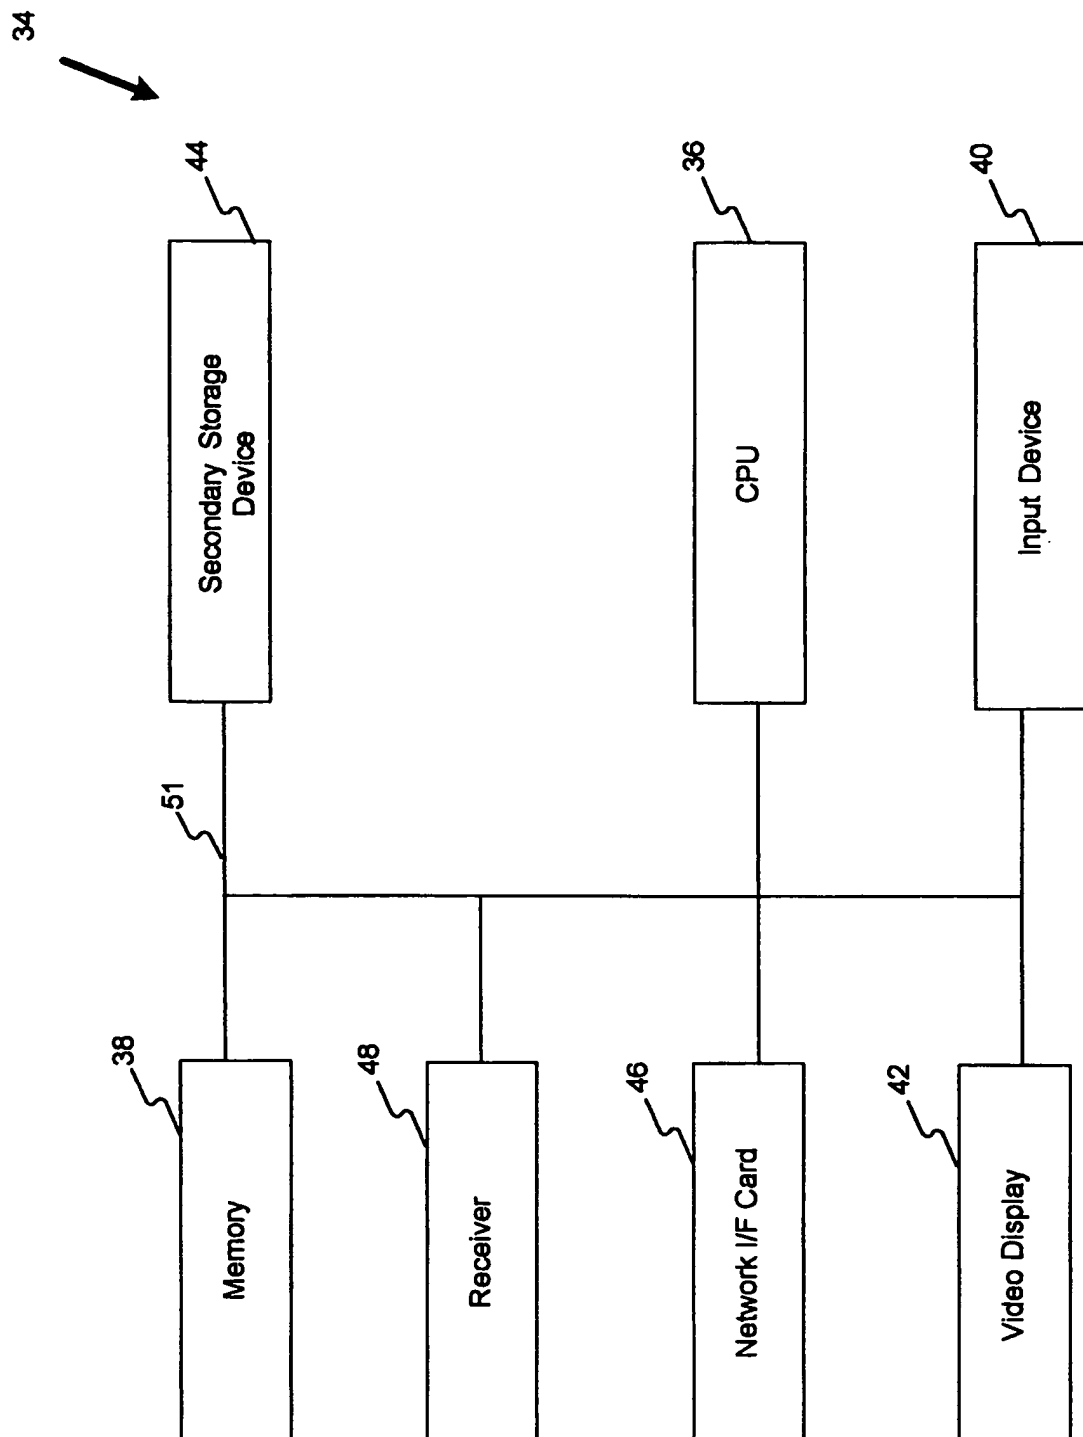 34
38
Memory
48
Receiver
46
Network I/F Card
42
Video Display
51
44
Secondary Storage
Device
36
CPU
40
Input Device